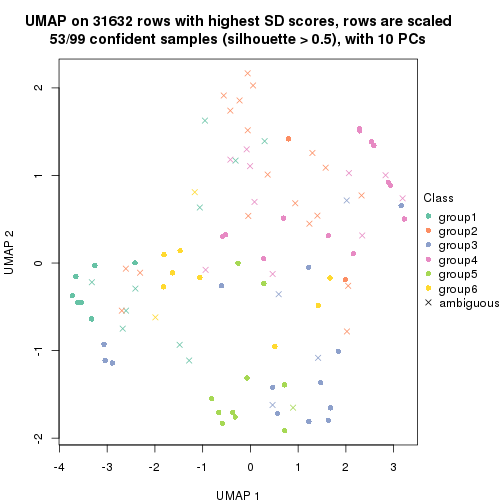 UMAP on 31632 rows with highest SD scores, rows are scaled
53/99 confident samples (silhouette > 0.5), with 10 PCs
2
1
0
-1
-2
UMAP 2
-4
-3
-2
-1
0
1
2
3
UMAP 1
Class
group1
group2
group3
group4
group5
group6
ambiguous